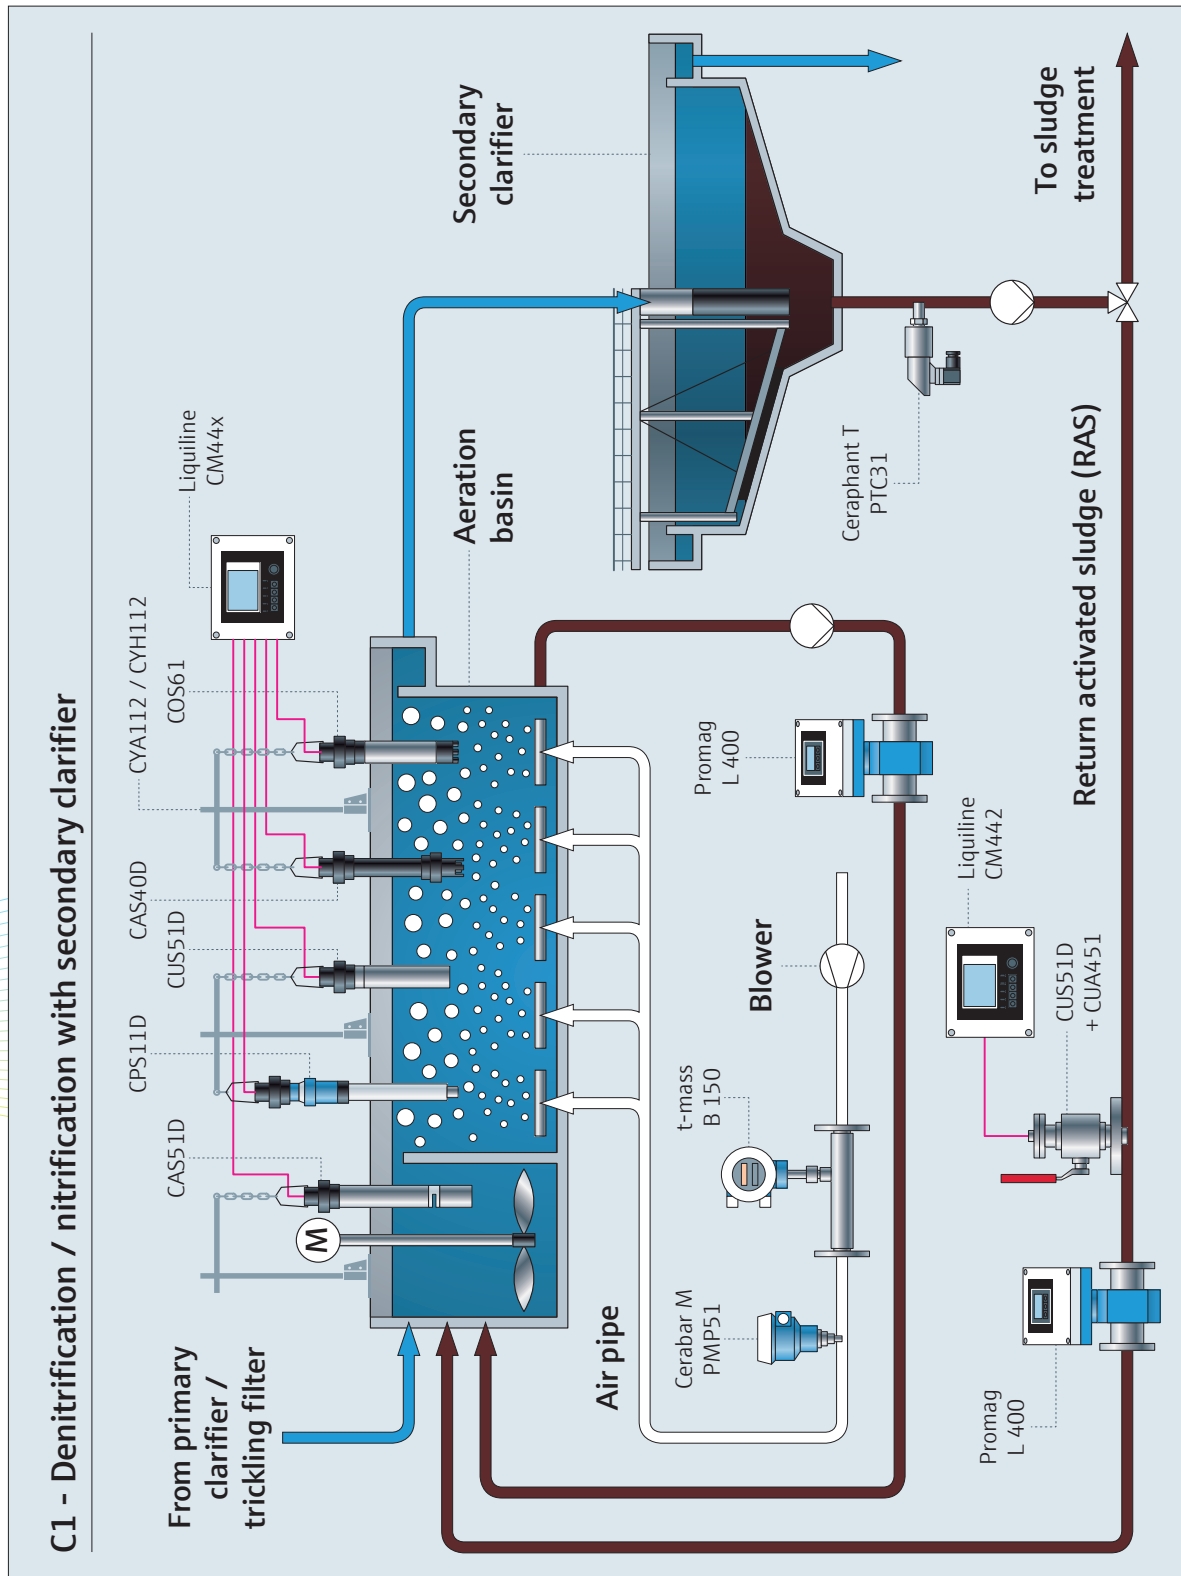 C1 - Denitrification / nitrification with secondary clarifier
From primary
clarifier /
trickling filter
CAS51D
CPS11D
CUS51D
CAS40D
CYA112 / CYH112
COS61
Liquiline
CM44x
M
Aeration
basin
Secondary
clarifier
Air pipe
Cerabar M
PMP51
t-mass
B 150
Blower
Promag
L 400
Ceraphant T
PTC31
To sludge
treatment
Promag
L 400
CUS51D
+ CUA451
Liquiline
CM442
Return activated sludge (RAS)